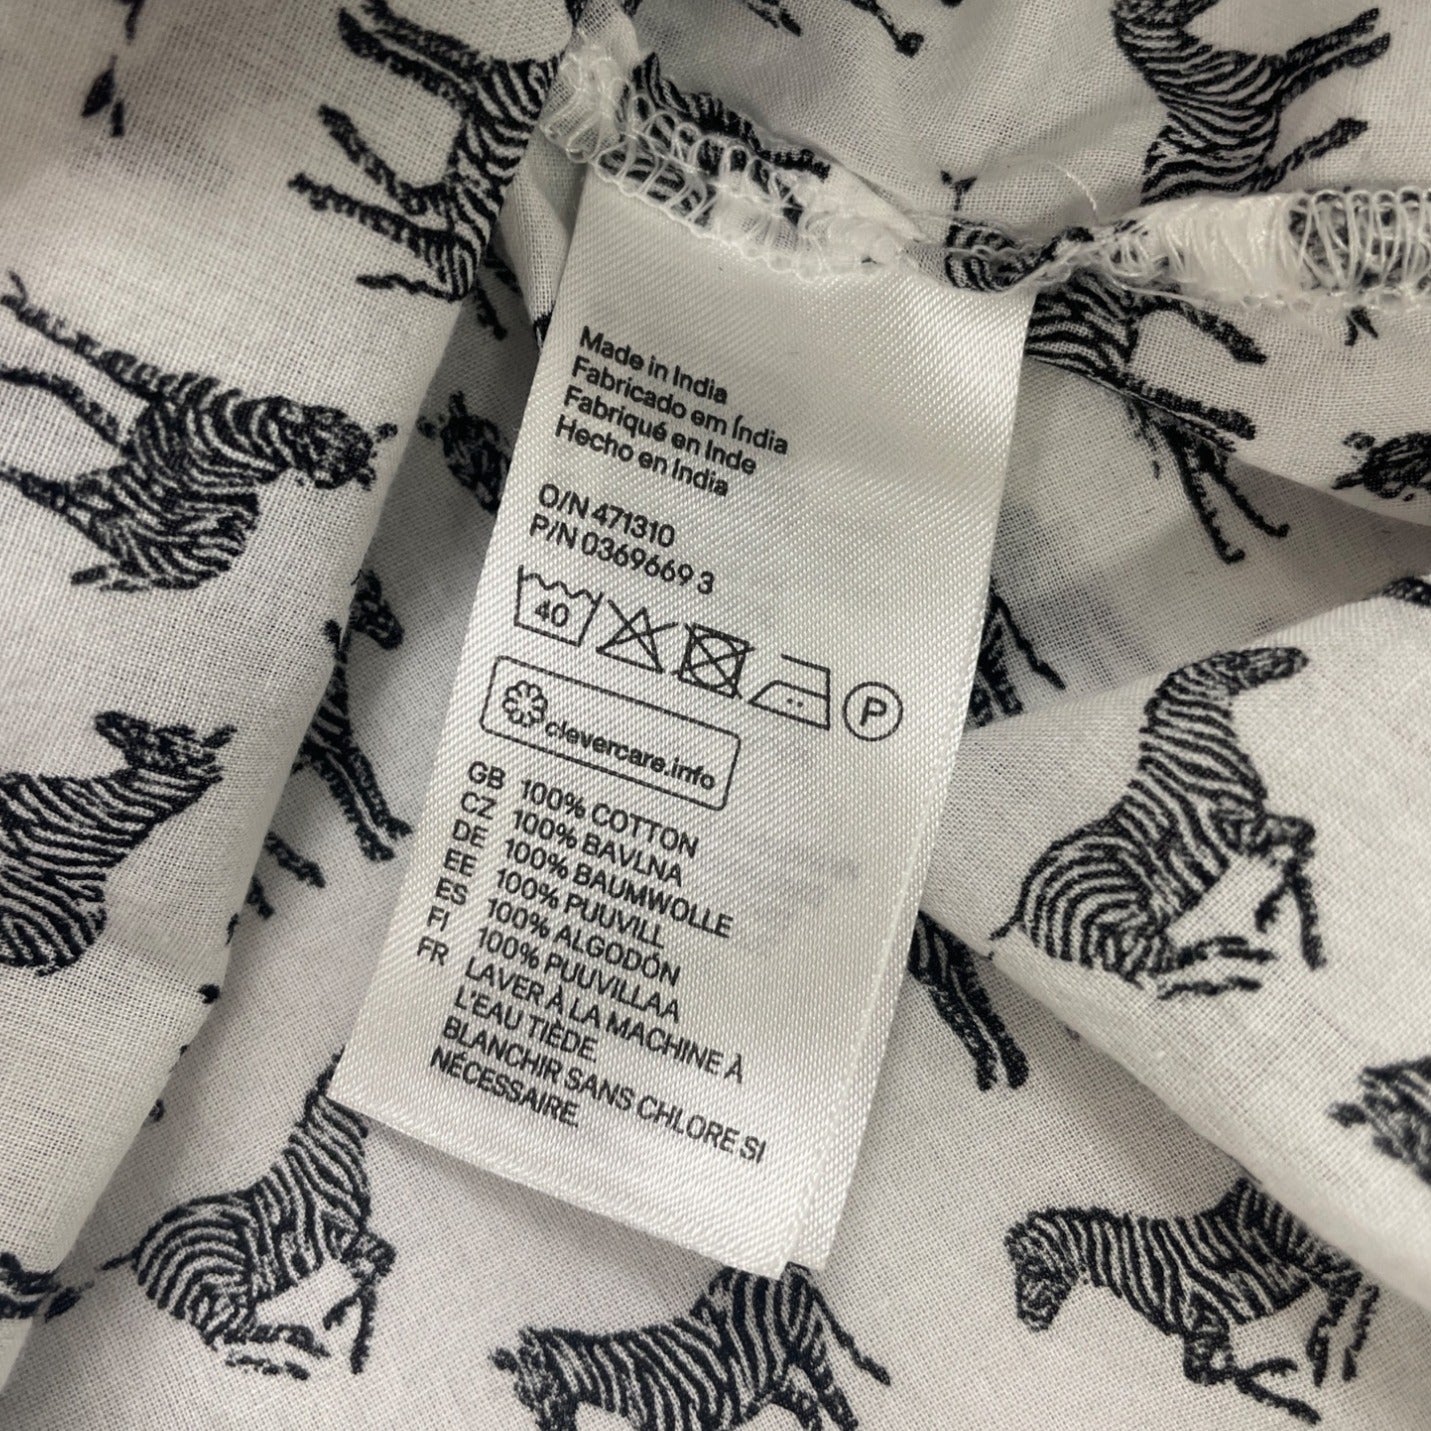 Made in India
Fabricado em Índia
Fabriqué en Inde
Hecho en India
O/N 471310
P/N 0369669 3
40
P
clevercare.info
GB 100% COTTON
CZ 100% BAVLNA
DE 100% BAUMWOLLE
EE 100% PUUVILL
ES 100% ALGODÓN
FI 100% PUUVILLAA
FR LAVER À LA MACHINE À
L'EAU TIÈDE.
BLANCHIR SANS CHLORE SI
NÉCESSAIRE.